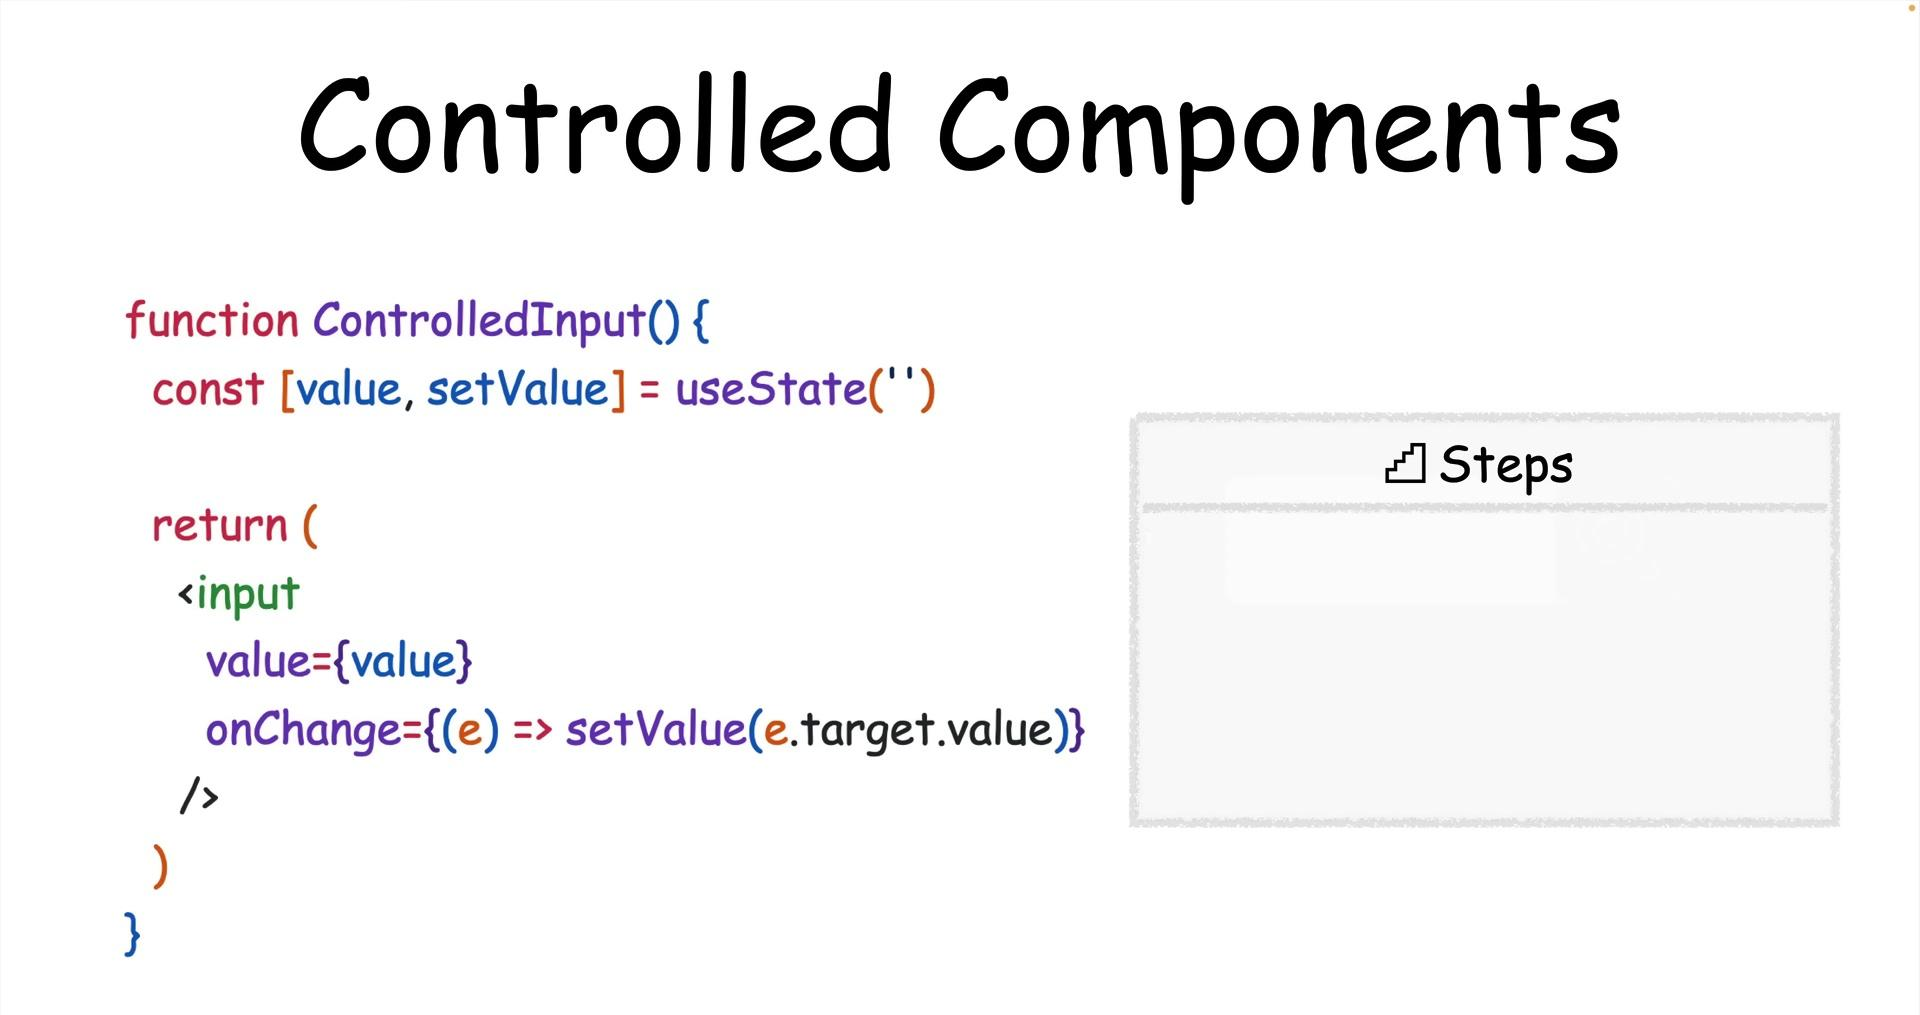 Controlled Components
function ControlledInput() {
const [value, setValue] = useState('')
return (
<input
value={value}
onChange={(e) => setValue(e.target.value)}
/>
)
}
Steps